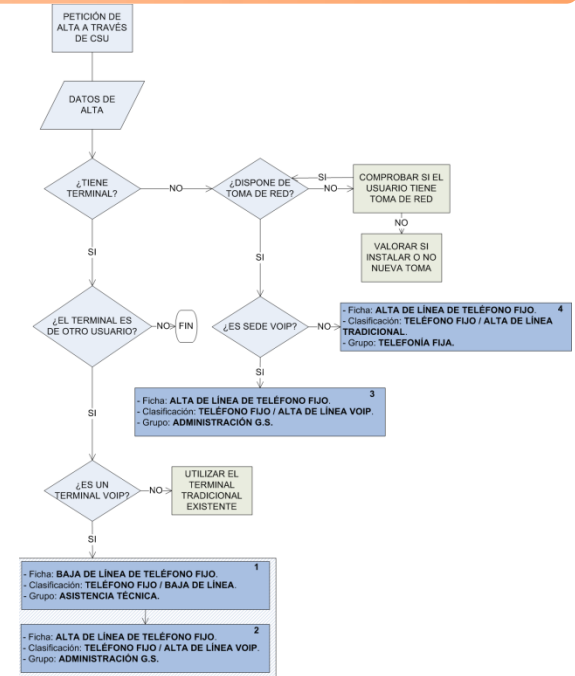 PETICIÓN DE
ALTA A TRAVÉS
DE CSU
DATOS DE
ALTA
¿TIENE
TERMINAL?
NO
¿DISPONE DE
TOMA DE RED?
SI
NO
COMPROBAR SI EL
USUARIO TIENE
TOMA DE RED
NO
VALORAR SI
INSTALAR O NO
NUEVA TOMA
SI
SI
¿EL TERMINAL ES
DE OTRO USUARIO?
NO
FIN
¿ES SEDE VOIP?
NO
- Ficha: ALTA DE LÍNEA DE TELÉFONO FIJO. 4
- Clasificación: TELÉFONO FIJO / ALTA DE LÍNEA
TRADICIONAL.
- Grupo: TELEFONÍA FIJA.
SI
- Ficha: ALTA DE LÍNEA DE TELÉFONO FIJO. 3
- Clasificación: TELÉFONO FIJO / ALTA DE LÍNEA VOIP.
- Grupo: ADMINISTRACIÓN G.S.
SI
¿ES UN
TERMINAL VOIP?
NO
UTILIZAR EL
TERMINAL
TRADICIONAL
EXISTENTE
SI
- Ficha: BAJA DE LÍNEA DE TELÉFONO FIJO. 1
- Clasificación: TELÉFONO FIJO / BAJA DE LÍNEA.
- Grupo: ASISTENCIA TÉCNICA.
- Ficha: ALTA DE LÍNEA DE TELÉFONO FIJO. 2
- Clasificación: TELÉFONO FIJO / ALTA DE LÍNEA VOIP.
- Grupo: ADMINISTRACIÓN G.S.